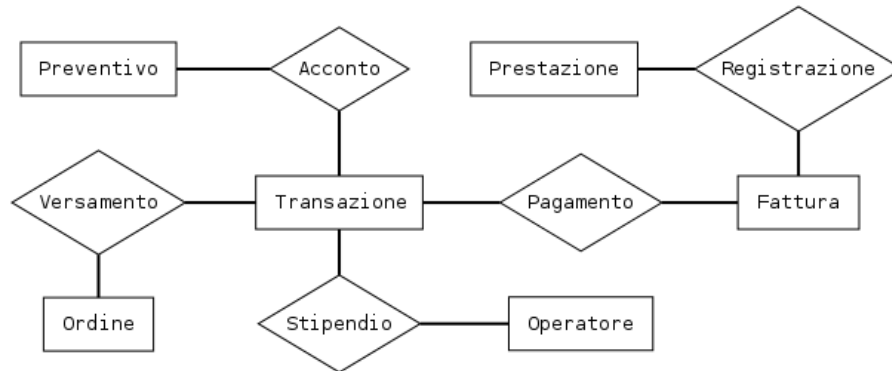 Preventivo
Acconto
Prestazione
Registrazione
Versamento
Transazione
Pagamento
Fattura
Ordine
Stipendio
Operatore